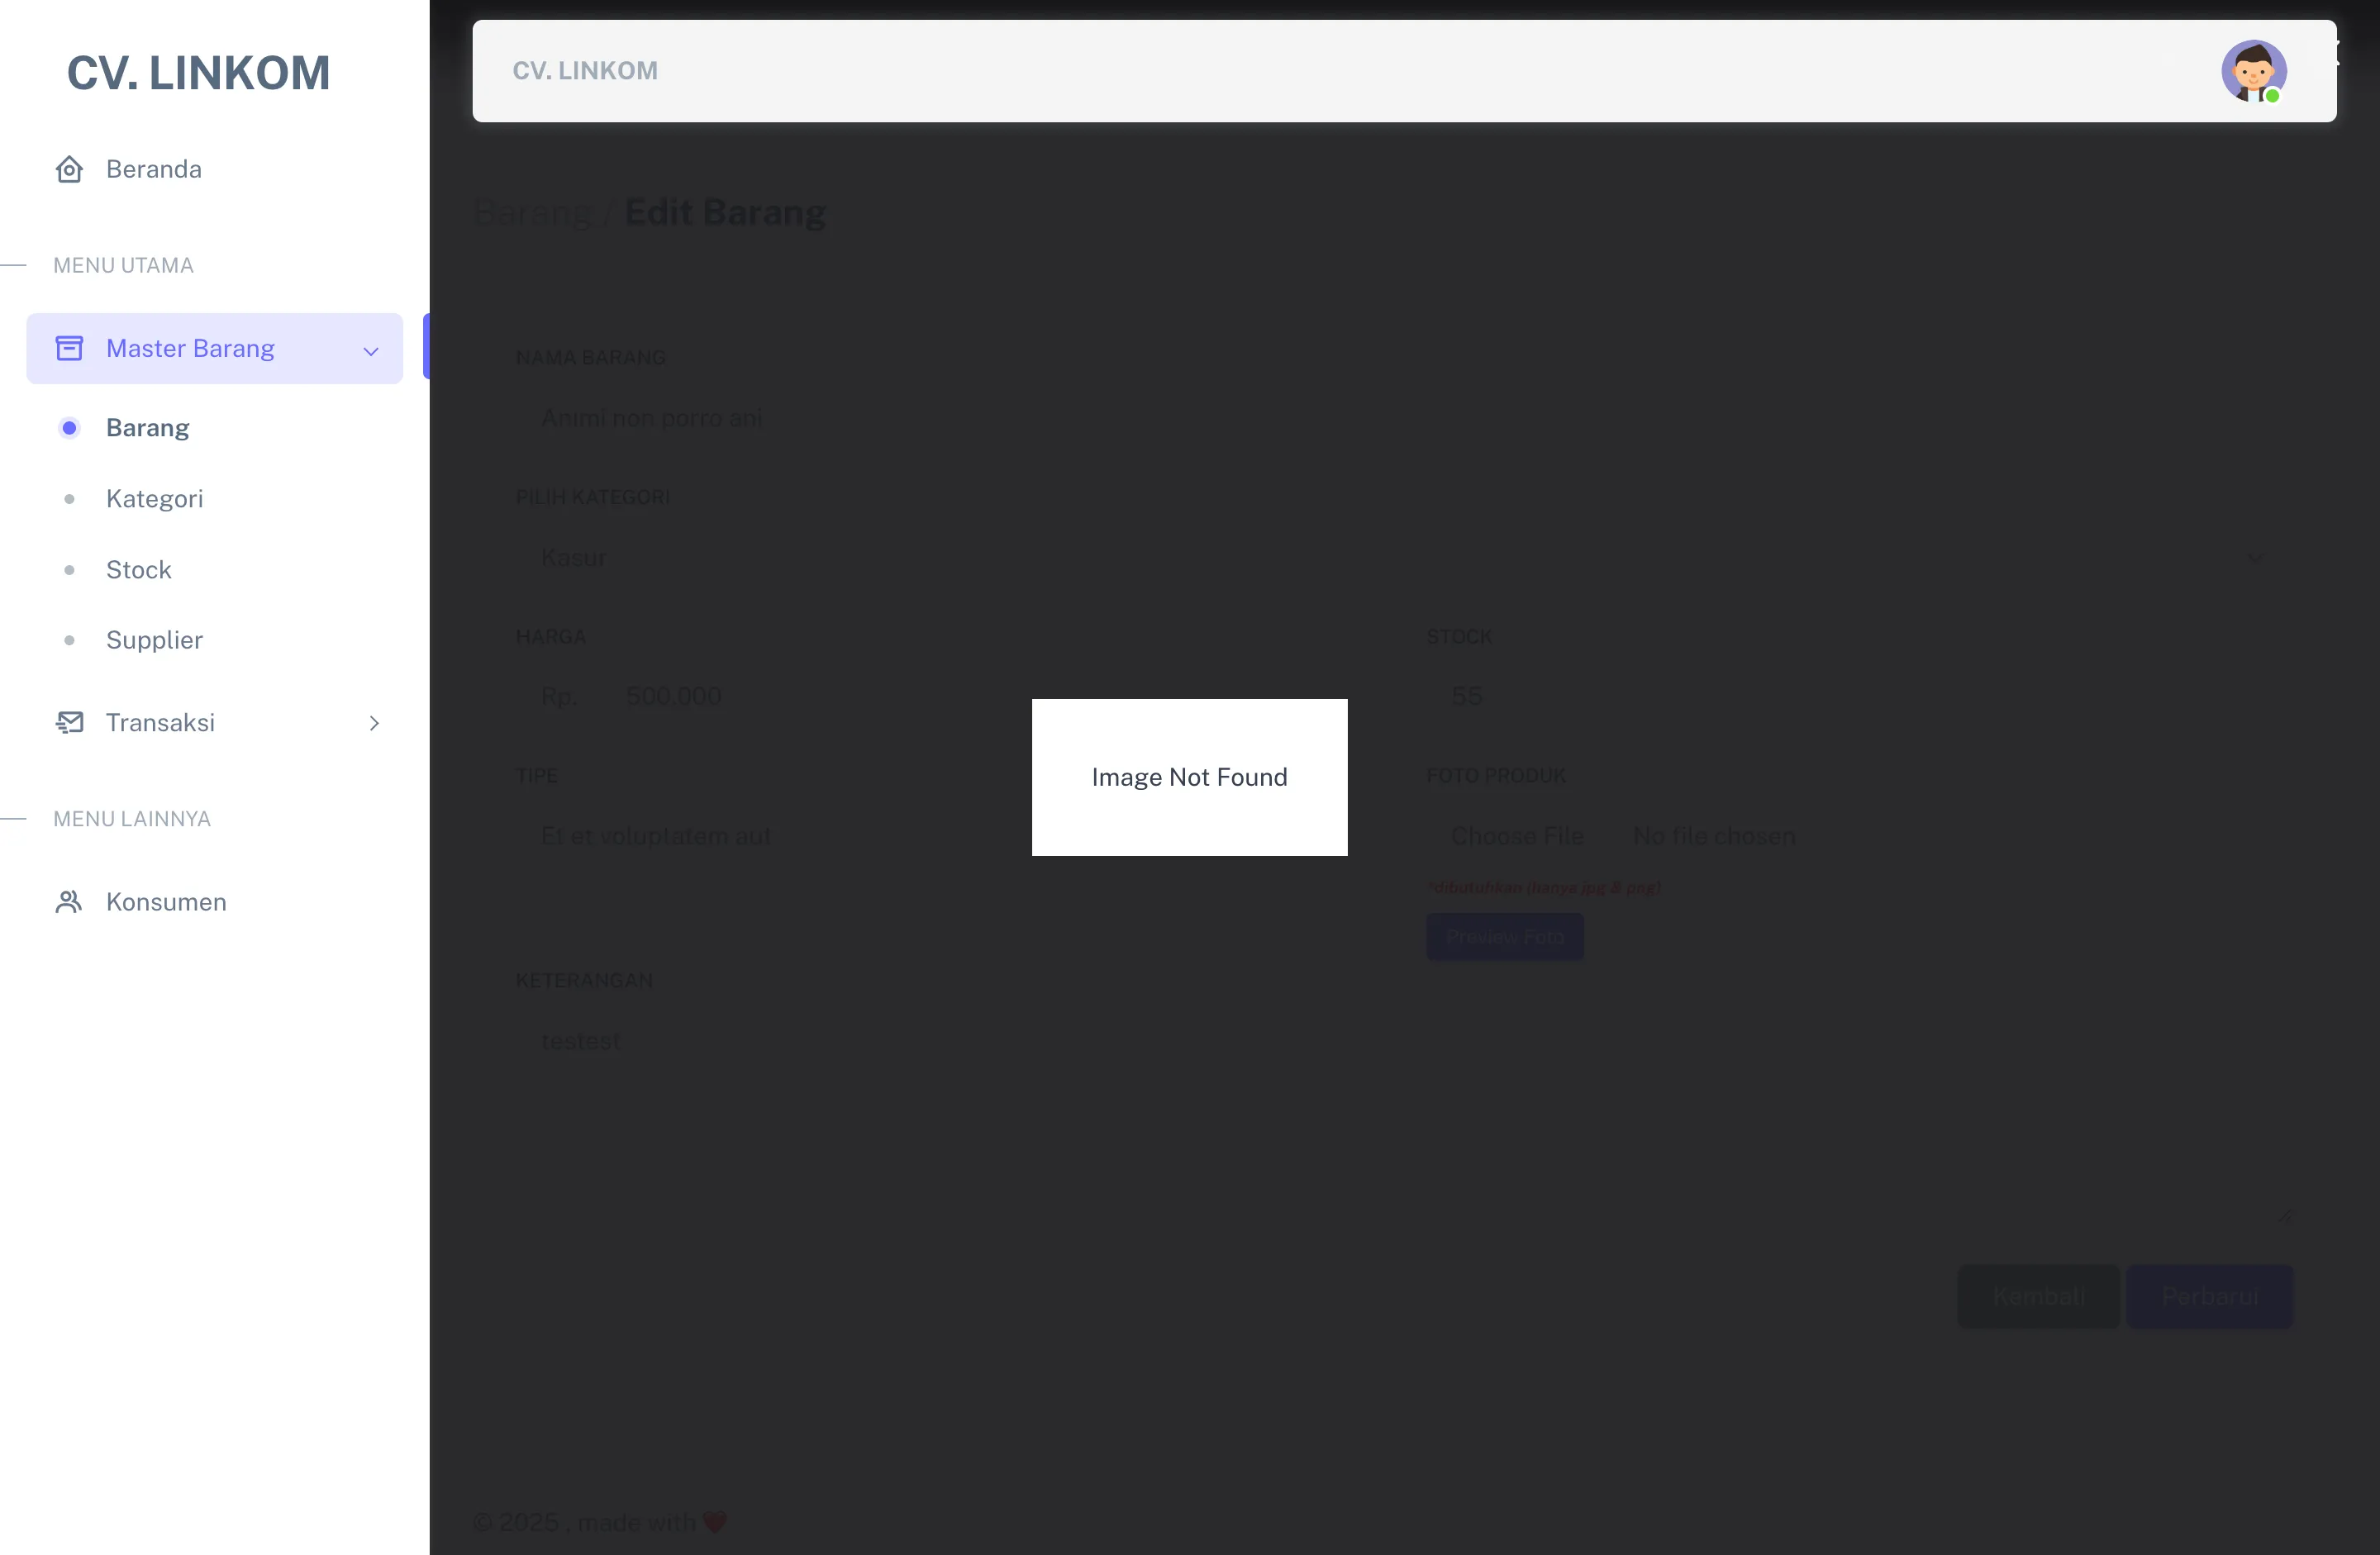 CV. LINKOM
Beranda
MENU UTAMA
Master Barang
Barang
Kategori
Stock
Supplier
Transaksi
MENU LAINNYA
Konsumen
CV. LINKOM
Barang / Edit Barang
NAMA BARANG
Animi non porro ani
PILIH KATEGORI
Kasur
HARGA
STOCK
Rp. 500.000
55
TIPE
FOTO PRODUK
Et et voluptatem aut
Choose File No file chosen
*dibutuhkan (hanya jpg & png)
Preview Foto
Image Not Found
KETERANGAN
testest
Kembali
Perbarui
© 2025 , made with ❤️